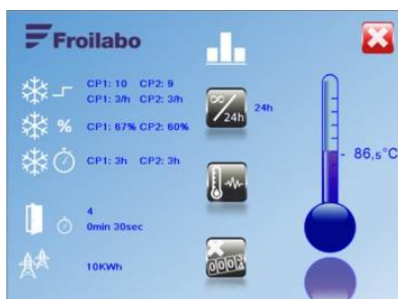 Froilabo
CP1: 10 CP2: 9
CP1: 3/h CP2: 3/h
∞/24h 24h
% CP1: 67% CP2: 60%
- 86,5°C
CP1: 3h CP2: 3h
4
0min 30sec
10KWh